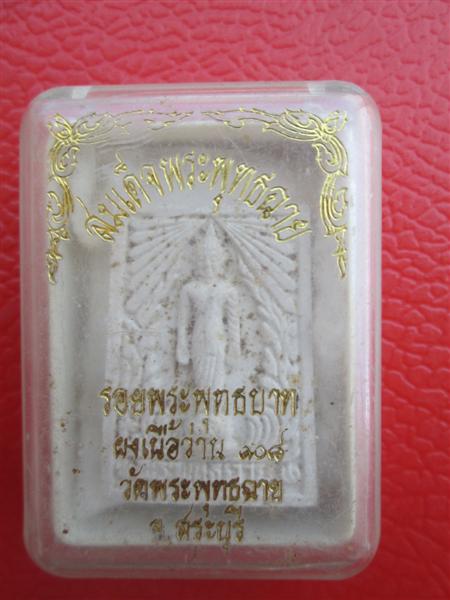 สมเด็จพระพุทธฉาย
รอยพระพุทธบาท
ผงเนื้อว่าน ๑๐๘
วัดพระพุทธฉาย
จ.สระบุรี